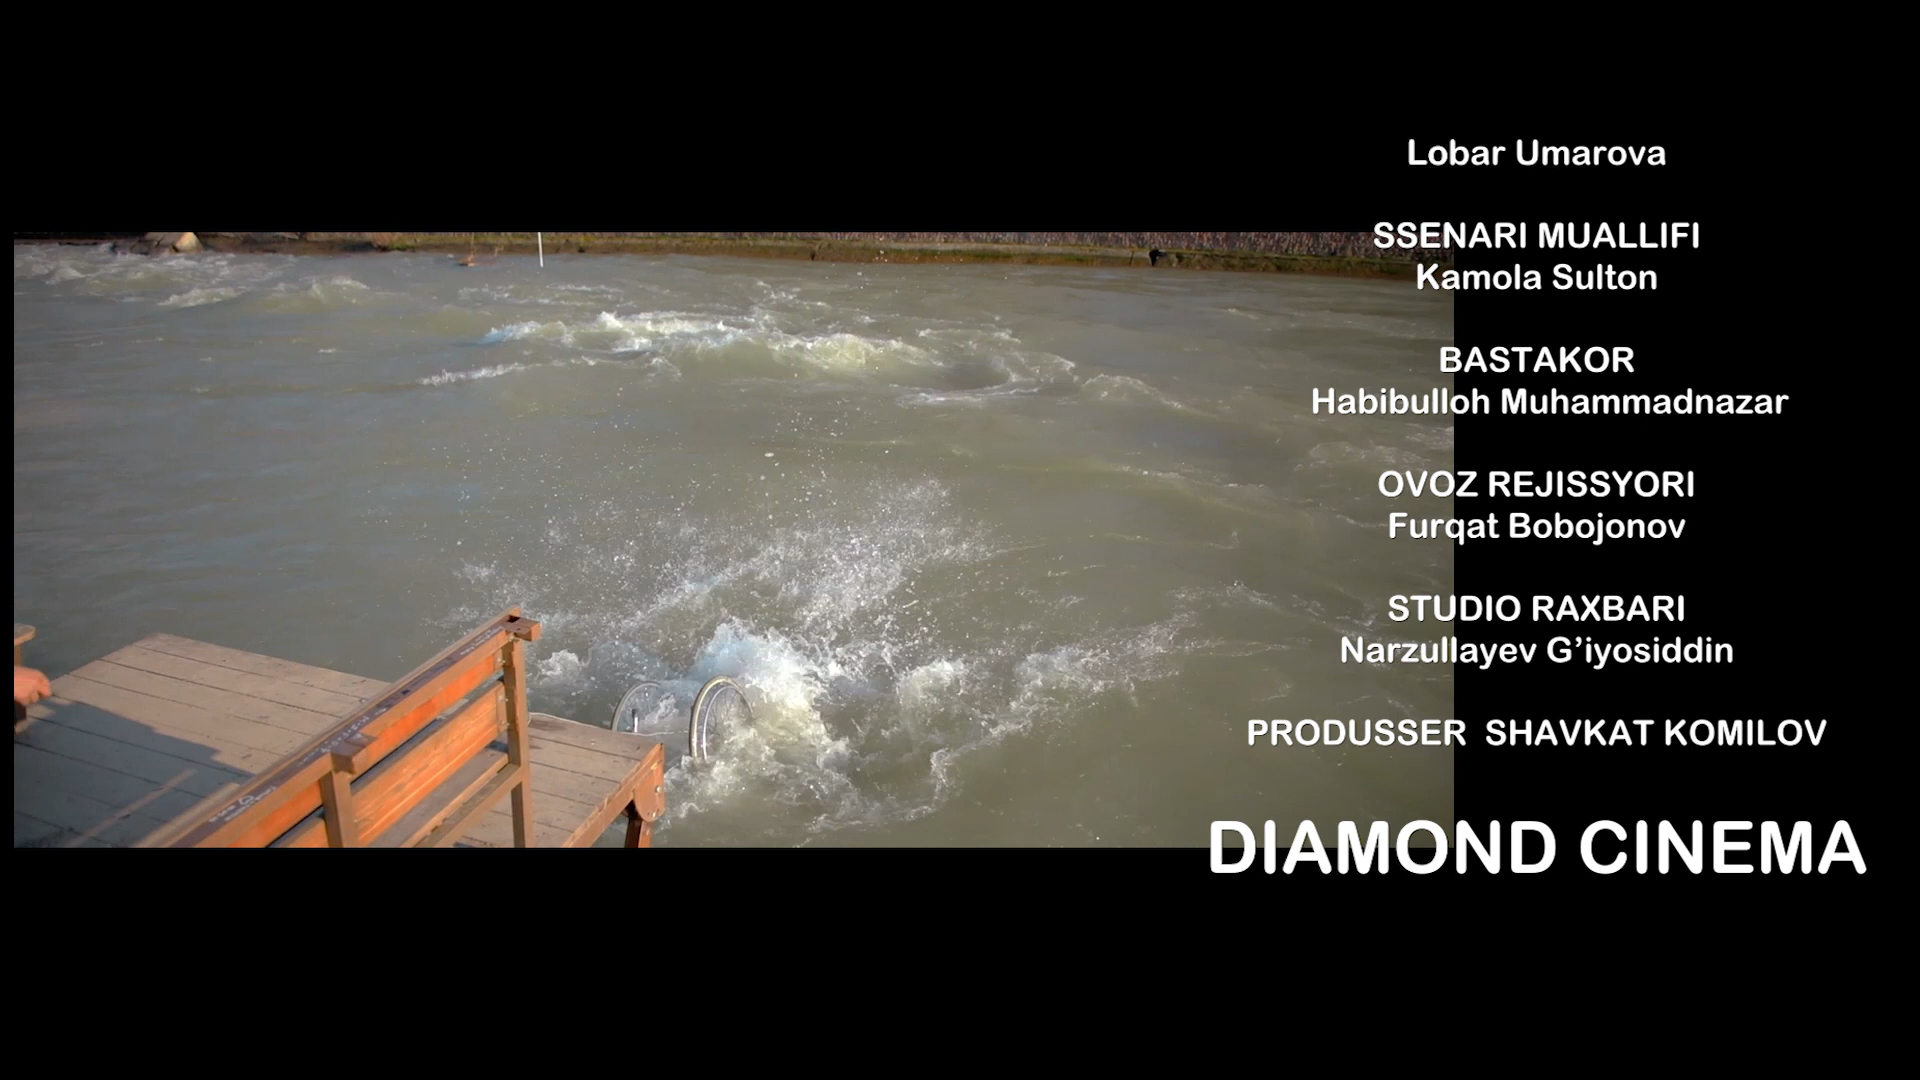 Lobar Umarova
SSENARI MUALLIFI
Kamola Sulton
BASTAKOR
Habibulloh Muhammadnazar
OVOZ REJISSYORI
Furqat Bobojonov
STUDIO RAXBARI
Narzullayev G’iyosiddin
PRODUSSER SHAVKAT KOMILOV
DIAMOND CINEMA